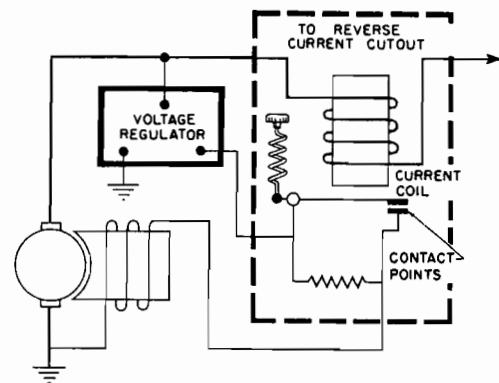 TO REVERSE
CURRENT CUTOUT
VOLTAGE
REGULATOR
CURRENT
COIL
CONTACT
POINTS